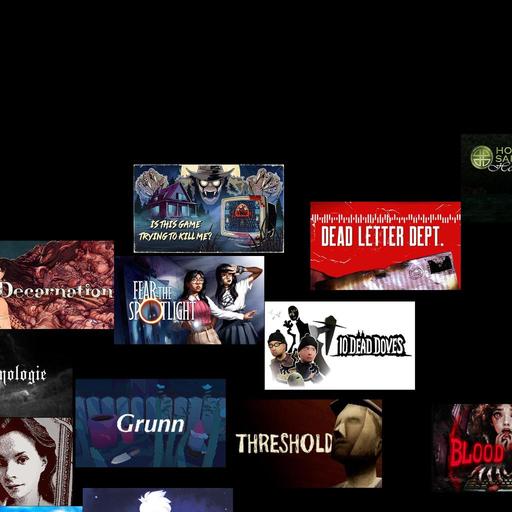 HO
SA
IS THIS GAME
TRYING TO KILL ME?
DEAD LETTER DEPT.
Decarnation
FEAR THE
SPOTLIGHT
10 DEAD DOVES
nologie
Grunn
THRESHOLD
BLOOD